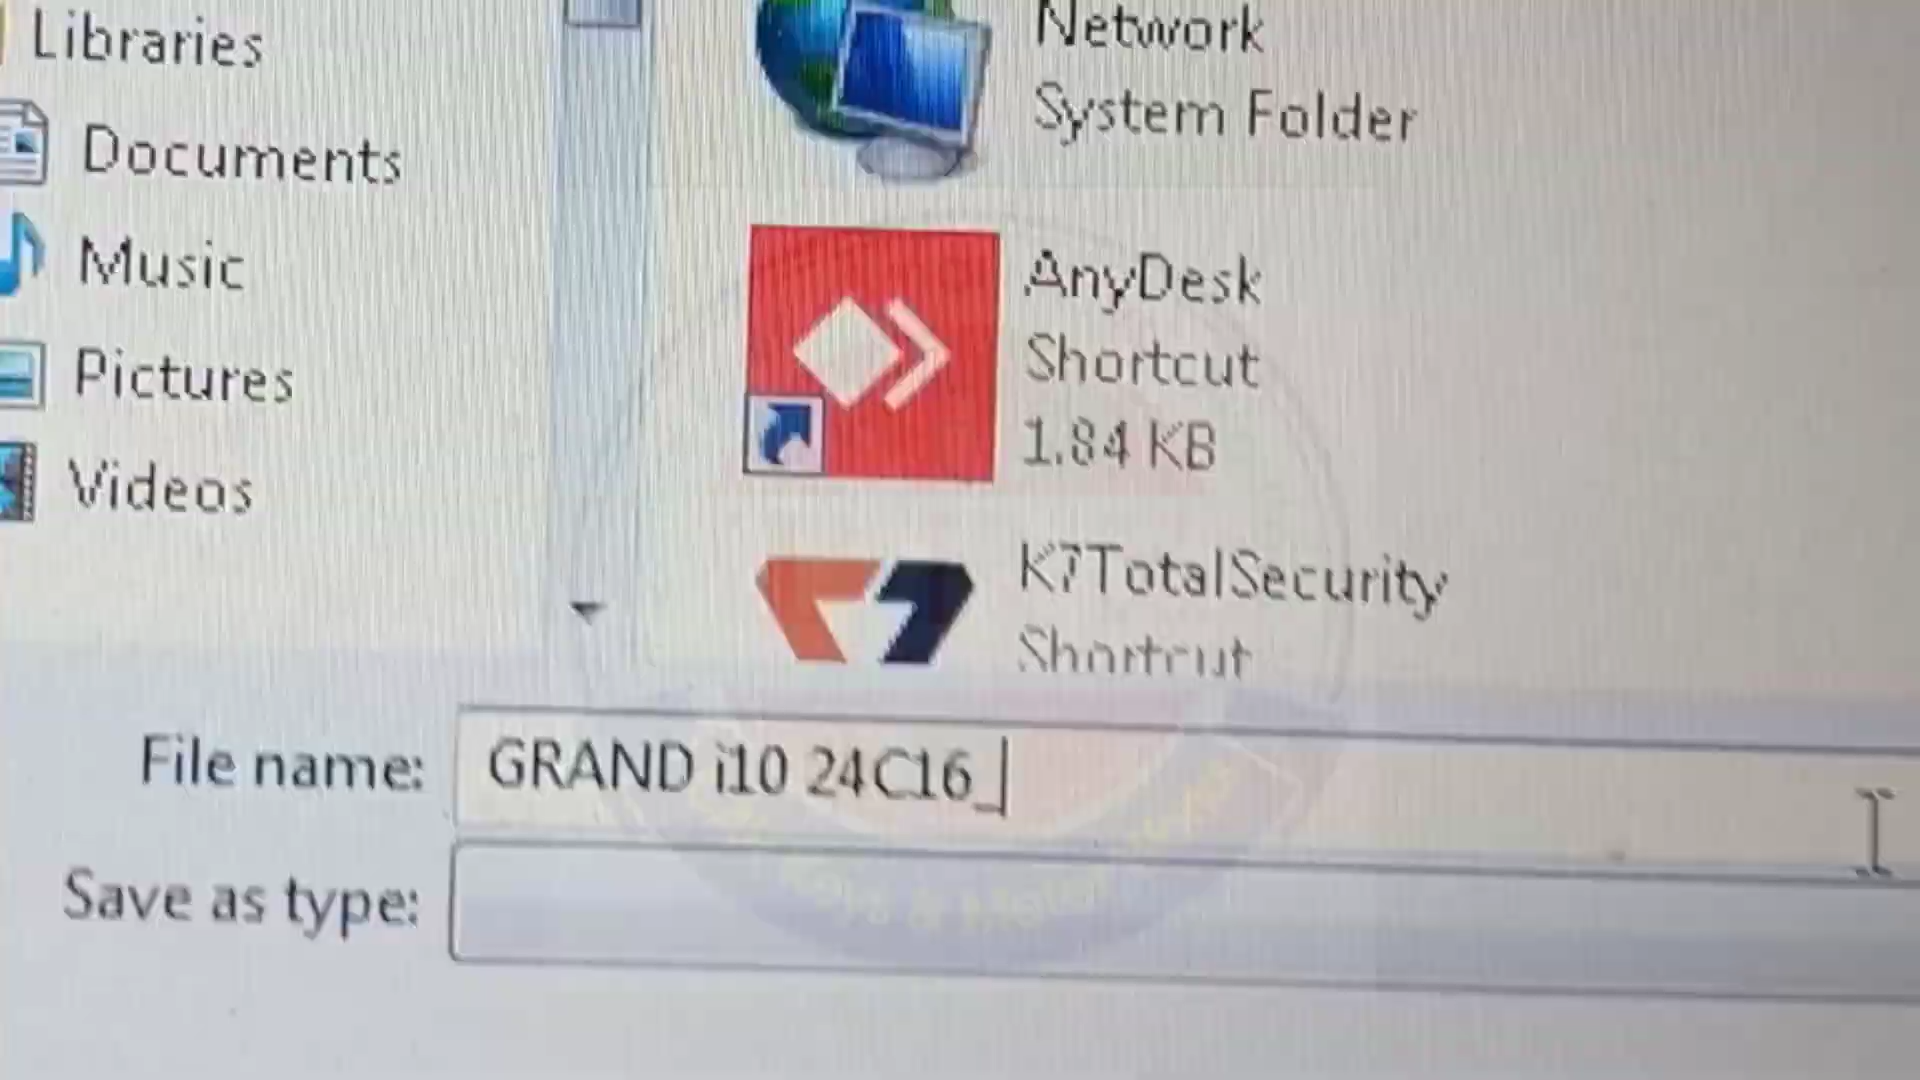 Libraries
Documents
Music
Pictures
Videos
Network
System Folder
AnyDesk
Shortcut
1.84 KB
K7TotalSecurity
Shortcut
File name: GRAND i10 24C16_
Save as type: